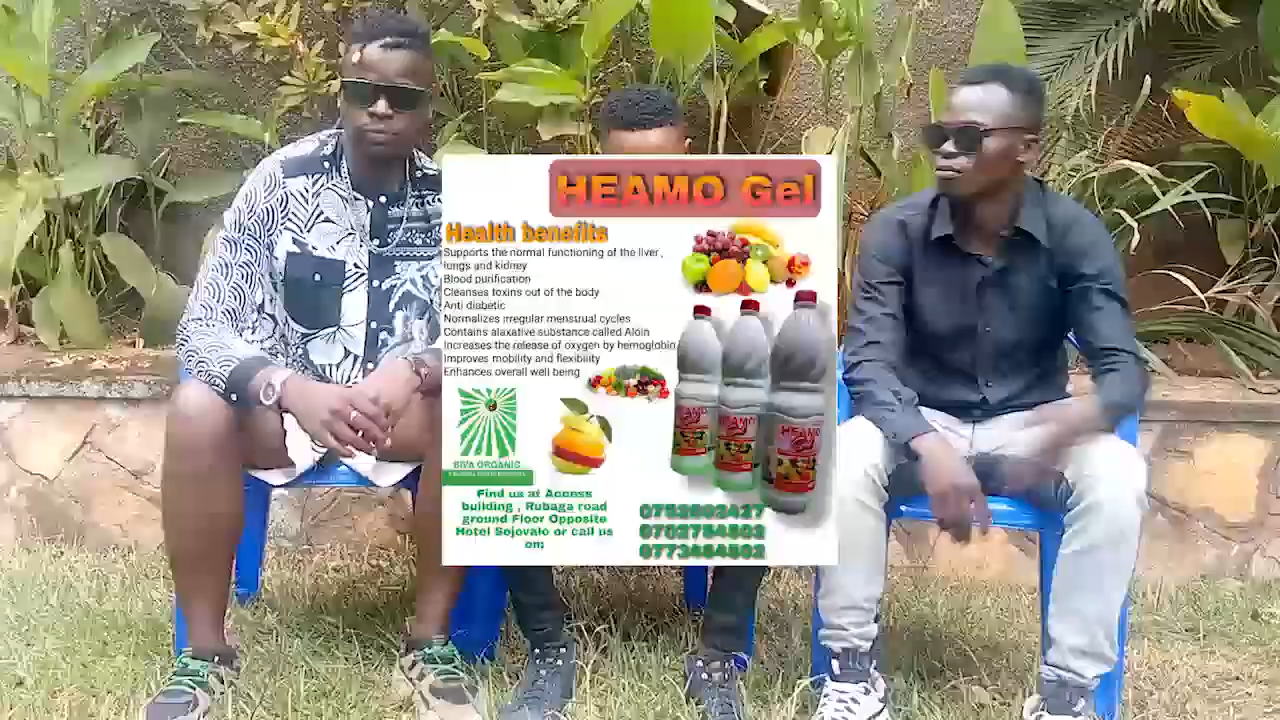 HEAMO Gel
Health benefits
Supports the normal functioning of the liver,
lungs and kidney
Blood purification
Cleanses toxins out of the body
Anti diabetic
Normalizes irregular menstrual cycles
Contains alaxative substance called Aloin
Increases the release of oxygen by hemoglobin
Improves mobility and flexibility
Enhances overall well being
HEAMO
HEAMO
HEAMO
BIVA ORGANIC
Find us at Access
building , Rubaga road
ground Floor Opposite
Hotel Sojovalo or call us
on: